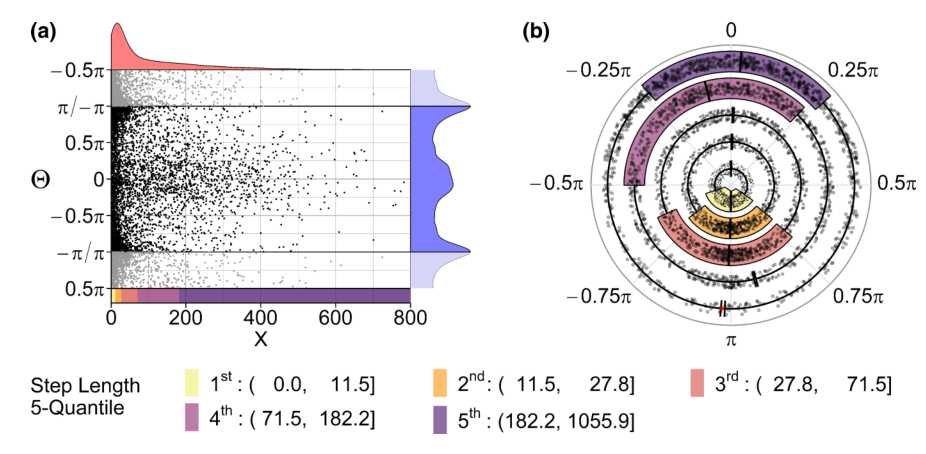 (a)
−0.5π
π/−π
0.5π
0
−0.5π
−π/π
0.5π
Θ
0 200 400 600 800
X
(b)
0
−0.25π 0.25π
−0.5π 0.5π
−0.75π 0.75π
π
Step Length
5-Quantile
1st : ( 0.0, 11.5]
2nd : ( 11.5, 27.8]
3rd : ( 27.8, 71.5]
4th : ( 71.5, 182.2]
5th : (182.2, 1055.9]